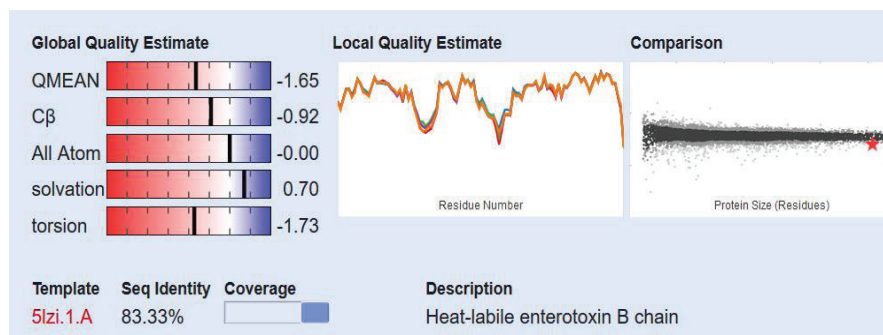 Global Quality Estimate
Local Quality Estimate
Comparison
QMEAN
-1.65
Cβ
-0.92
All Atom
-0.00
solvation
0.70
torsion
-1.73
Residue Number
Protein Size (Residues)
Template
Seq Identity
Coverage
Description
5lzi.1.A
83.33%
Heat-labile enterotoxin B chain